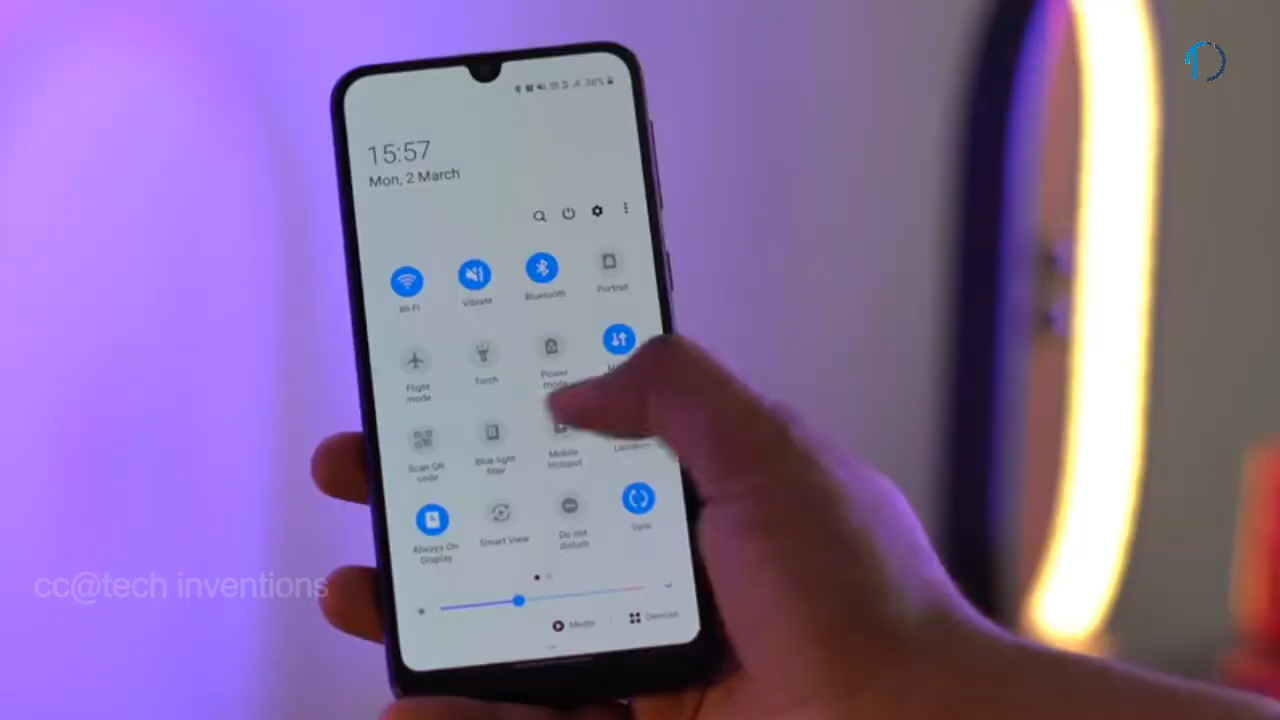 15:57
Mon, 2 March
Wi-Fi
Vibrate
Bluetooth
Portrait
Flight
mode
Torch
Power
mode
Scan QR
code
Blue light
filter
Mobile
Hotspot
Location
Always On
Display
Smart View
Do not
disturb
Sync
Media
Devices
cc@tech inventions